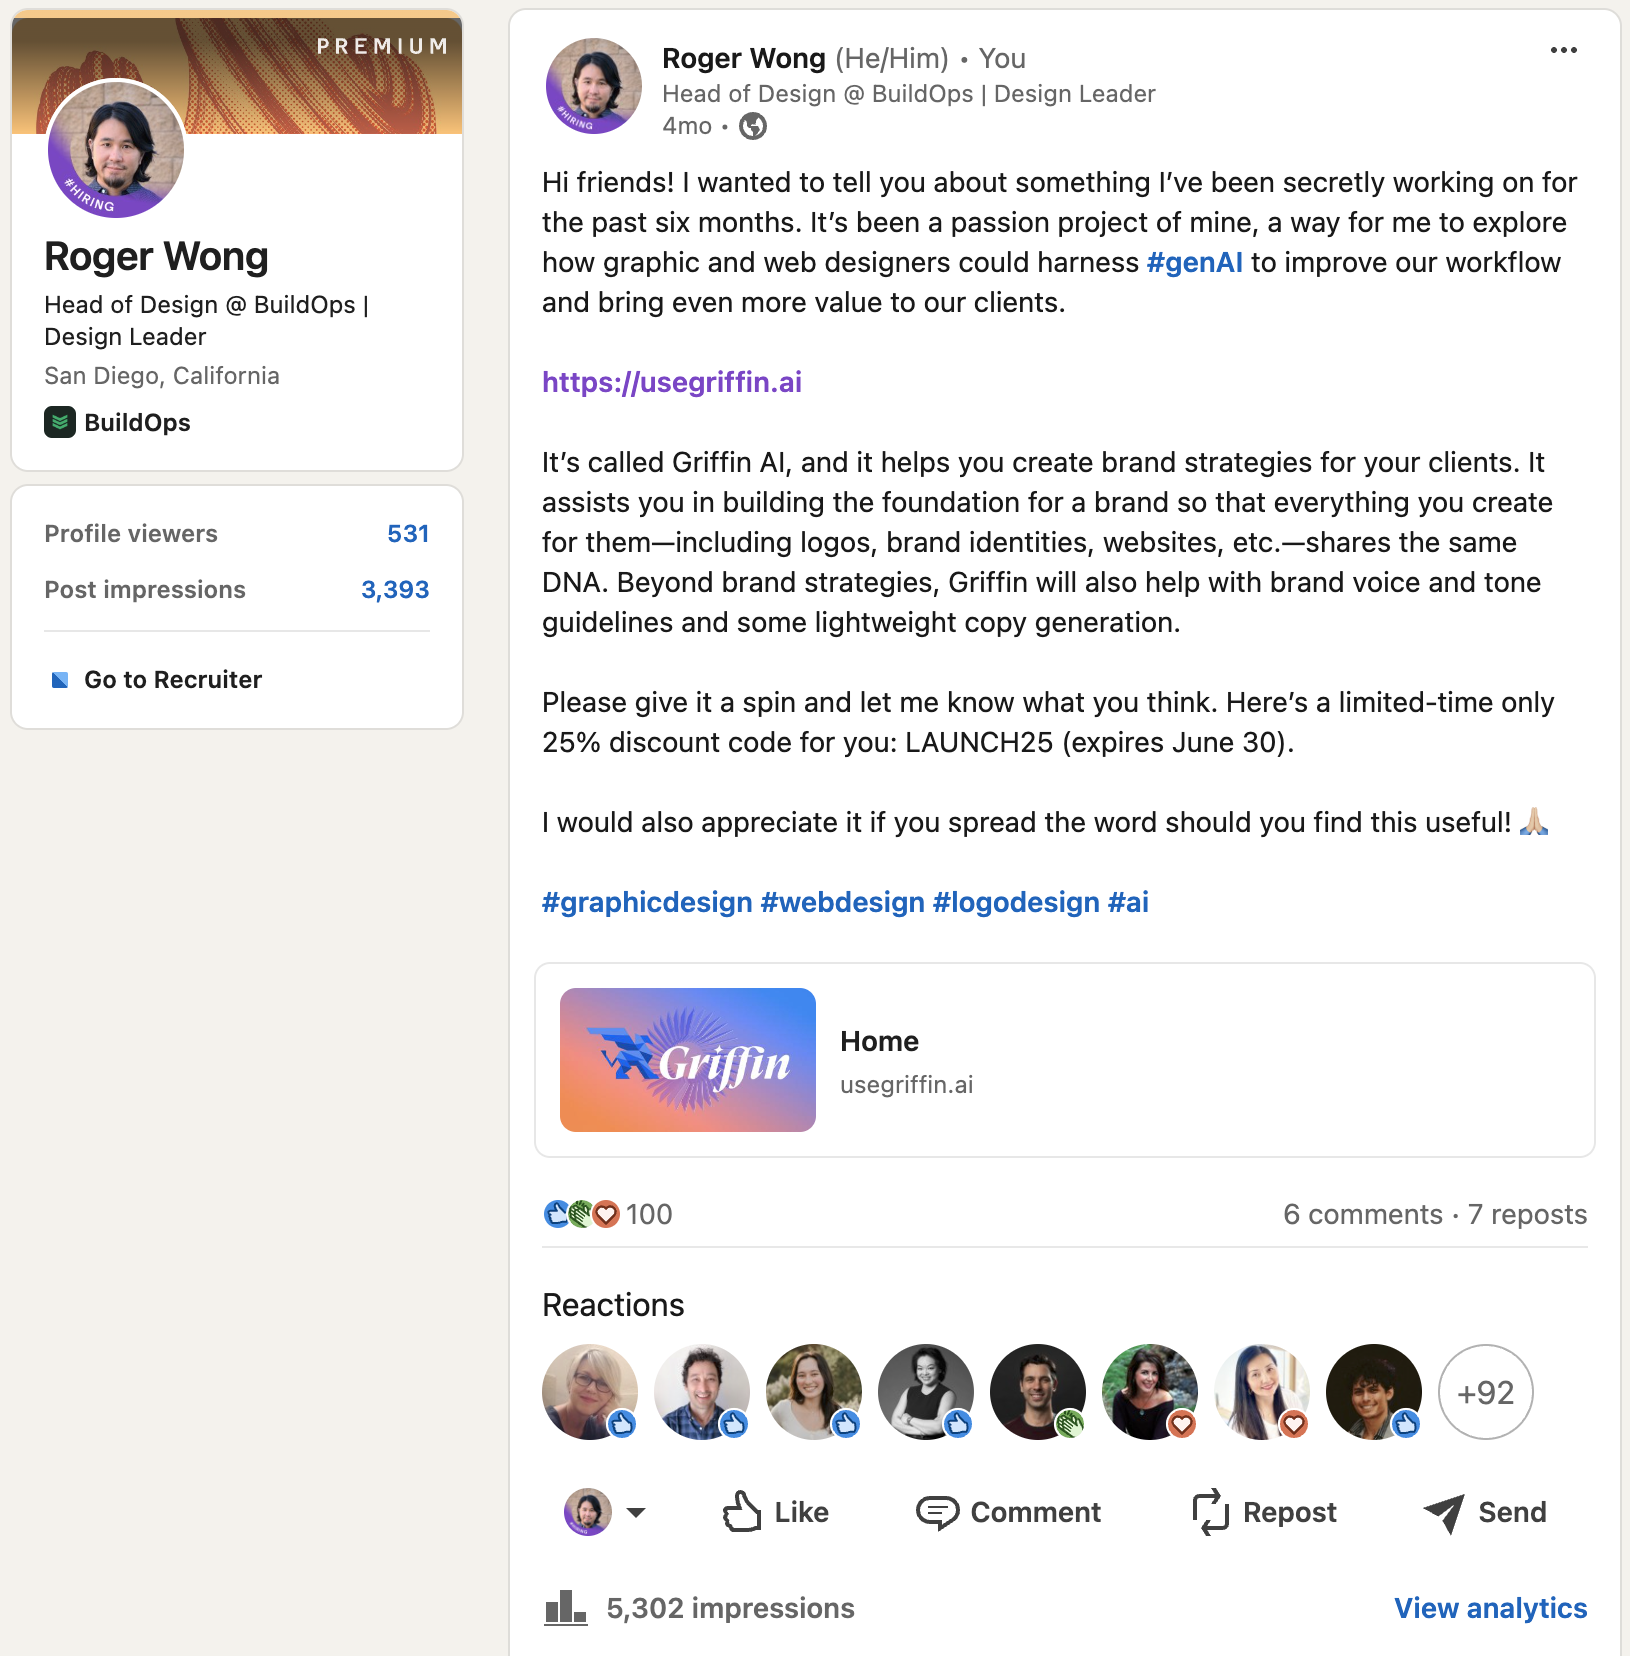 PREMIUM
#HIRING
Roger Wong
Head of Design @ BuildOps |
Design Leader
San Diego, California
BuildOps
Profile viewers 531
Post impressions 3,393
Go to Recruiter
#HIRING
Roger Wong (He/Him) • You
Head of Design @ BuildOps | Design Leader
4mo •
Hi friends! I wanted to tell you about something I’ve been secretly working on for
the past six months. It’s been a passion project of mine, a way for me to explore
how graphic and web designers could harness #genAI to improve our workflow
and bring even more value to our clients.
https://usegriffin.ai
It’s called Griffin AI, and it helps you create brand strategies for your clients. It
assists you in building the foundation for a brand so that everything you create
for them—including logos, brand identities, websites, etc.—shares the same
DNA. Beyond brand strategies, Griffin will also help with brand voice and tone
guidelines and some lightweight copy generation.
Please give it a spin and let me know what you think. Here’s a limited-time only
25% discount code for you: LAUNCH25 (expires June 30).
I would also appreciate it if you spread the word should you find this useful! 🙏🏼
#graphicdesign #webdesign #logodesign #ai
Griffin
Home
usegriffin.ai
100
6 comments · 7 reposts
Reactions
+92
Like
Comment
Repost
Send
5,302 impressions
View analytics